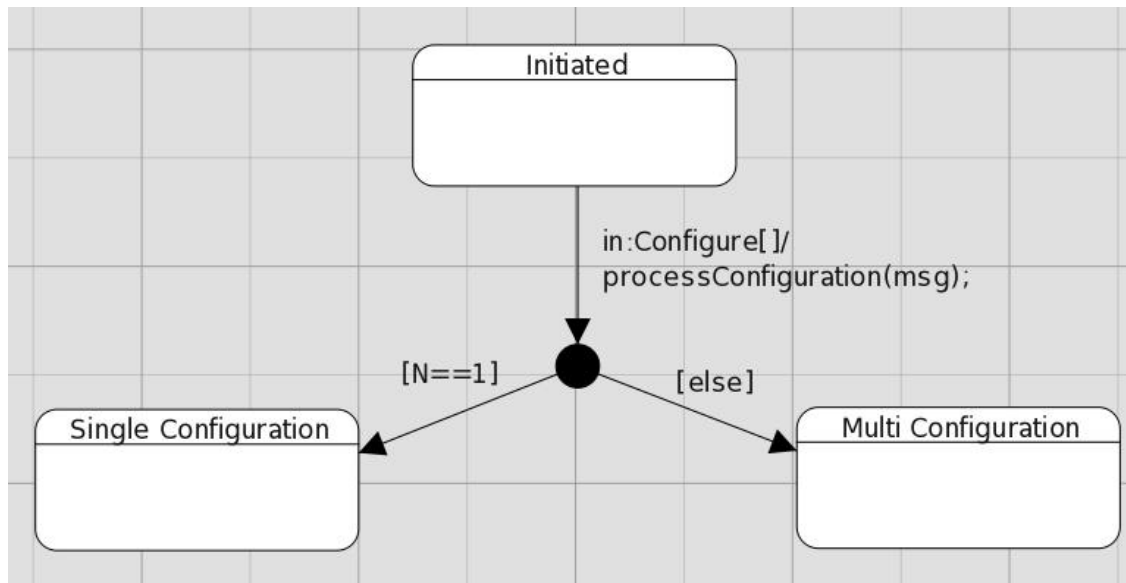 Initiated
in:Configure[]/
processConfiguration(msg);
[N==1]
[else]
Single Configuration
Multi Configuration